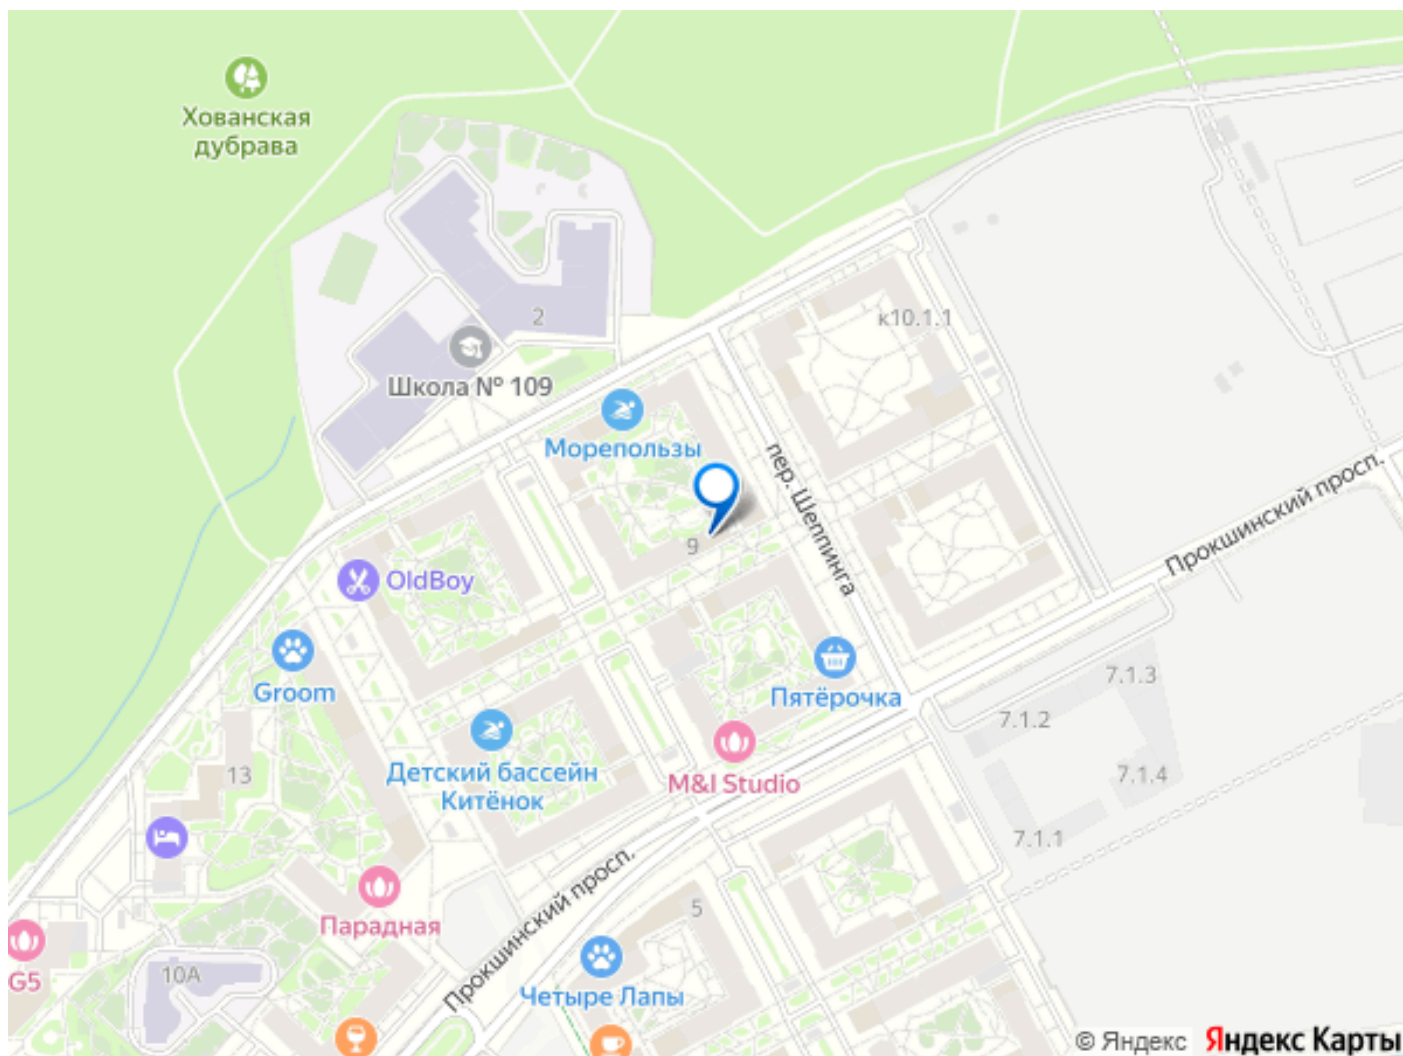 Хованская
дубрава
к10.1.1
2
Школа № 109
Морепользы
пер. Шеппинга
Прокшинский просп.
9
OldBoy
Groom
Пятёрочка
7.1.3
7.1.2
M&I Studio
7.1.4
13
Детский бассейн
Китёнок
7.1.1
Прокшинский просп.
Парадная
5
G5
10А
Четыре Лапы
© Яндекс Яндекс Карты